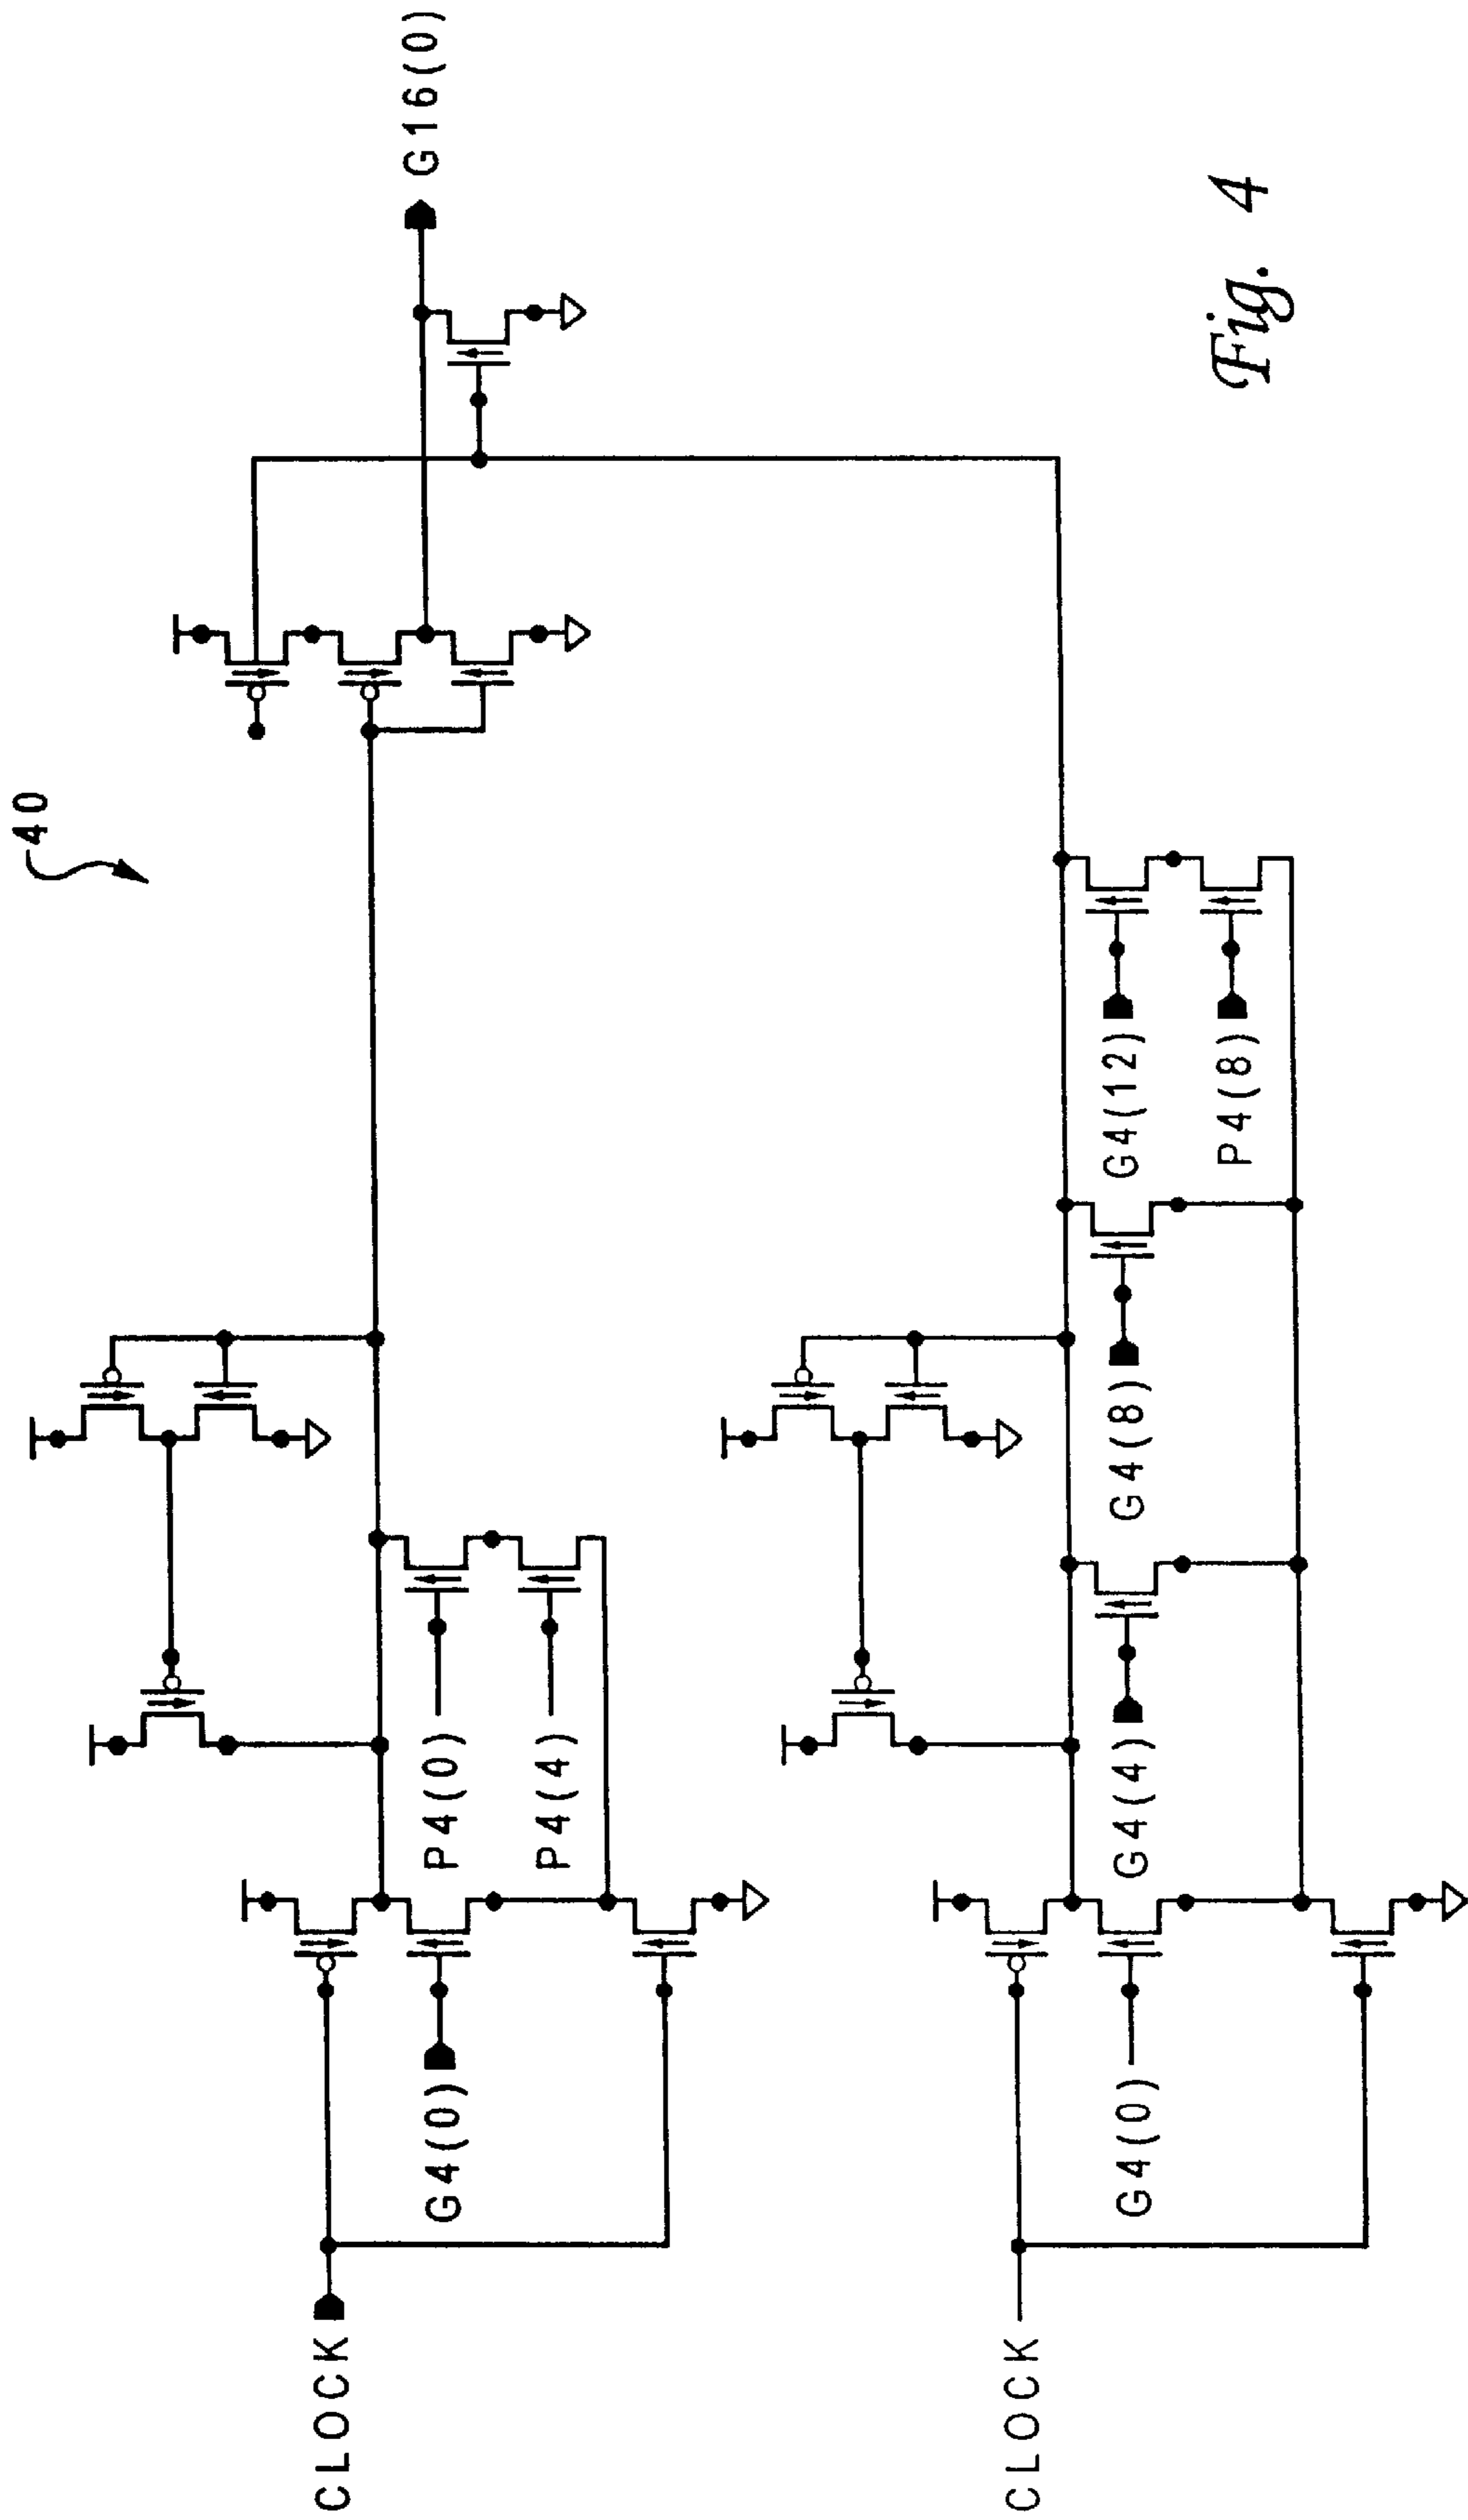 40
G16(0)
CLOCK
G4(0)
P4(0)
P4(4)
CLOCK
G4(0)
G4(4)
G4(8)
G4(12)
P4(8)
Fig. 4